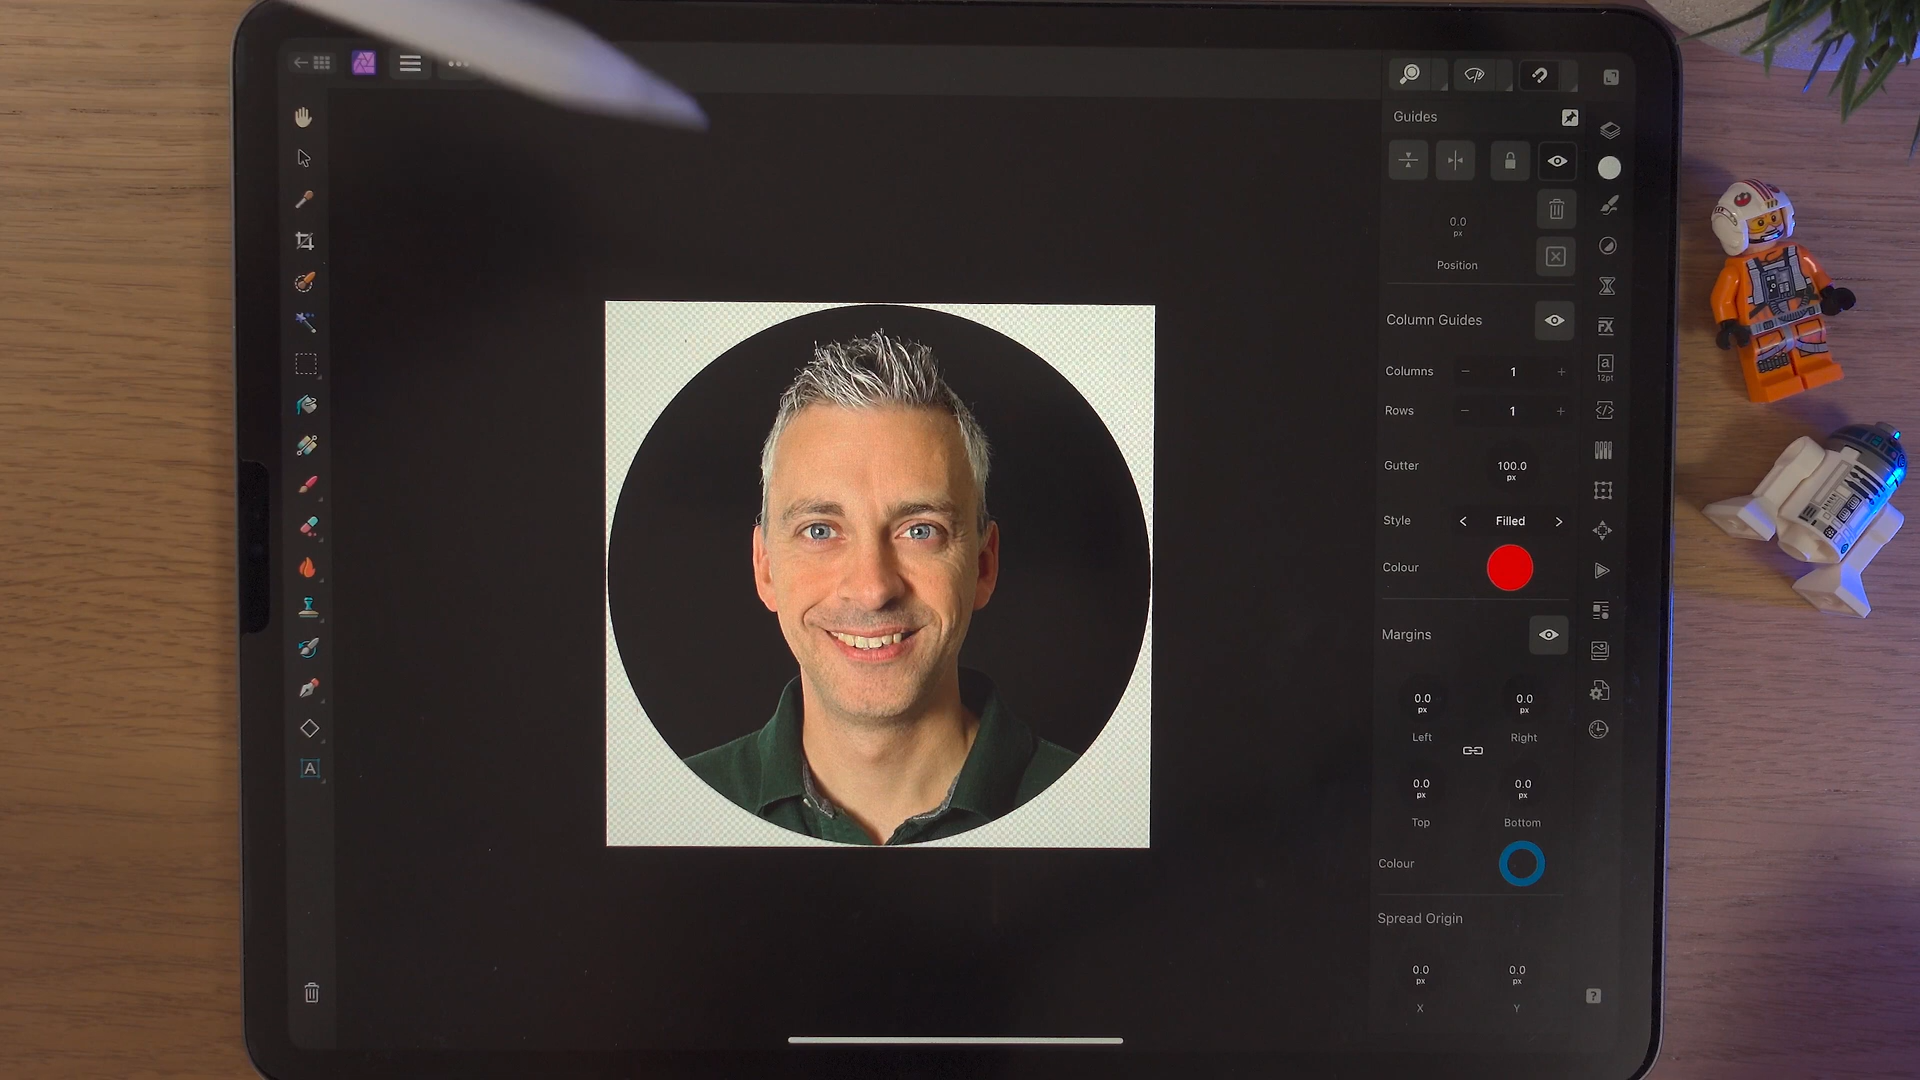 Guides
0.0
px
Position
Column Guides
Columns
1
Rows
1
Gutter
100.0
px
Style
Filled
Colour
Margins
0.0
px
0.0
px
Left
Right
0.0
px
0.0
px
Top
Bottom
Colour
Spread Origin
0.0
px
0.0
px
X
Y
FX
a
12pt
A
?